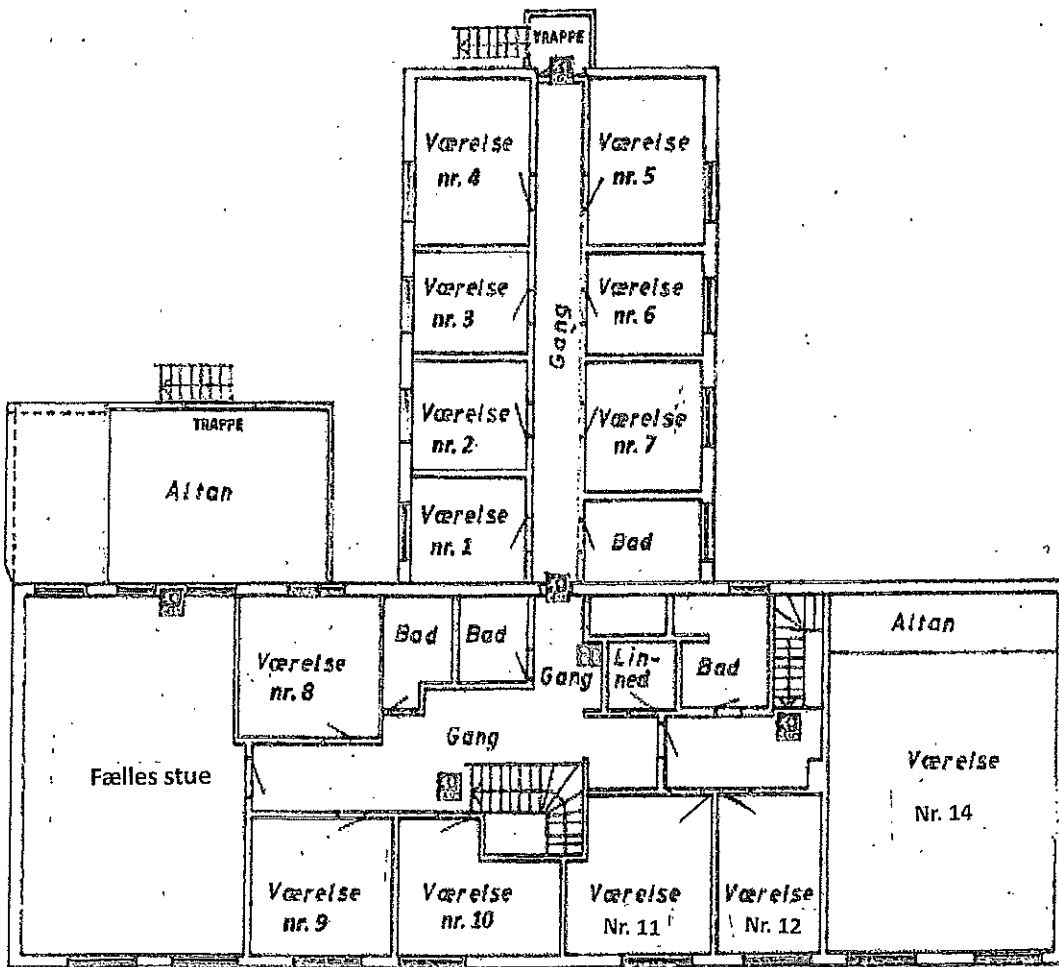 TRAPPE
Værelse
nr. 4
Værelse
nr. 5
Værelse
nr. 3
Værelse
nr. 6
Gang
TRAPPE
Altan
Værelse
nr. 2
Værelse
nr. 7
Værelse
nr. 1
Bad
Værelse
nr. 8
Bad
Bad
Gang
Lin-
ned
Bad
Altan
Gang
Fælles stue
Værelse
Nr. 14
Værelse
nr. 9
Værelse
nr. 10
Værelse
Nr. 11
Værelse
Nr. 12